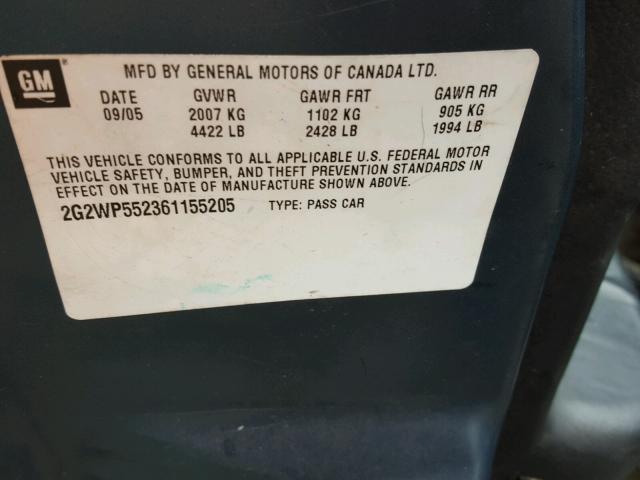 GM
MFD BY GENERAL MOTORS OF CANADA LTD.
DATE GVWR GAWR FRT GAWR RR
09/05 2007 KG 1102 KG 905 KG
4422 LB 2428 LB 1994 LB
THIS VEHICLE CONFORMS TO ALL APPLICABLE U.S. FEDERAL MOTOR
VEHICLE SAFETY, BUMPER, AND THEFT PREVENTION STANDARDS IN
EFFECT ON THE DATE OF MANUFACTURE SHOWN ABOVE.
2G2WP552361155205 TYPE: PASS CAR